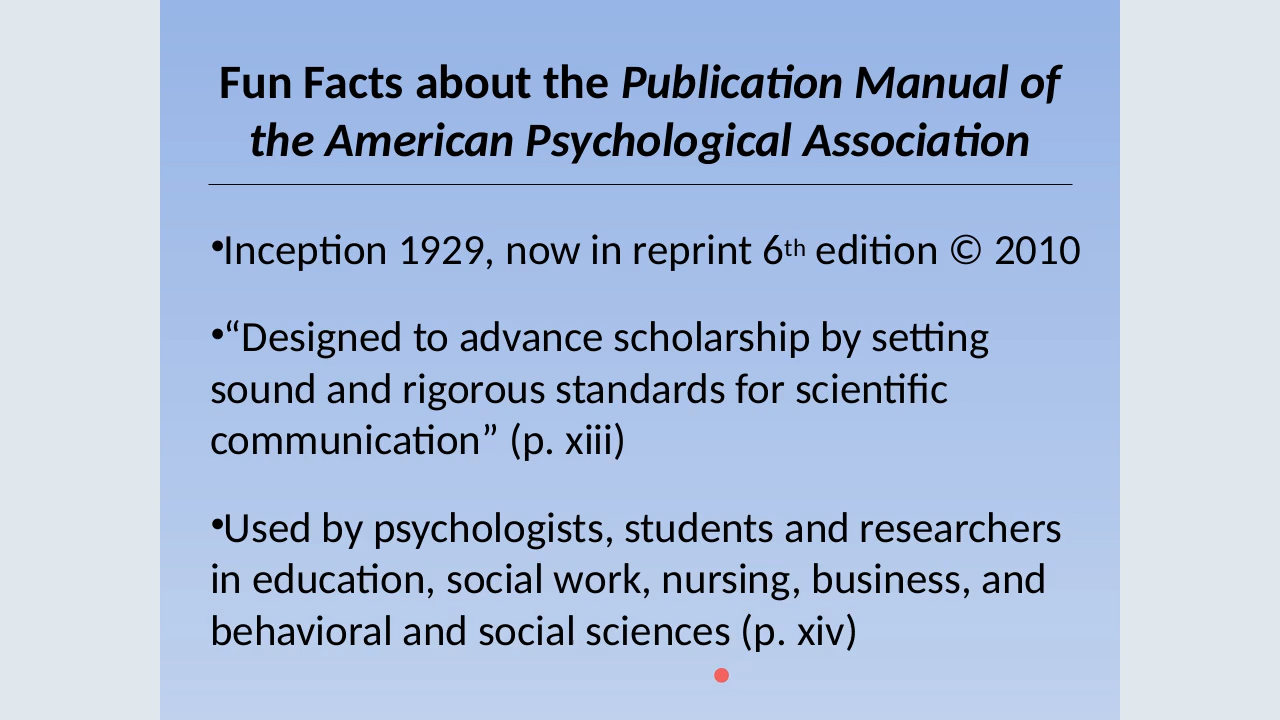 Fun Facts about the Publication Manual of
the American Psychological Association
•Inception 1929, now in reprint 6th edition © 2010
•“Designed to advance scholarship by setting
sound and rigorous standards for scientific
communication” (p. xiii)
•Used by psychologists, students and researchers
in education, social work, nursing, business, and
behavioral and social sciences (p. xiv)